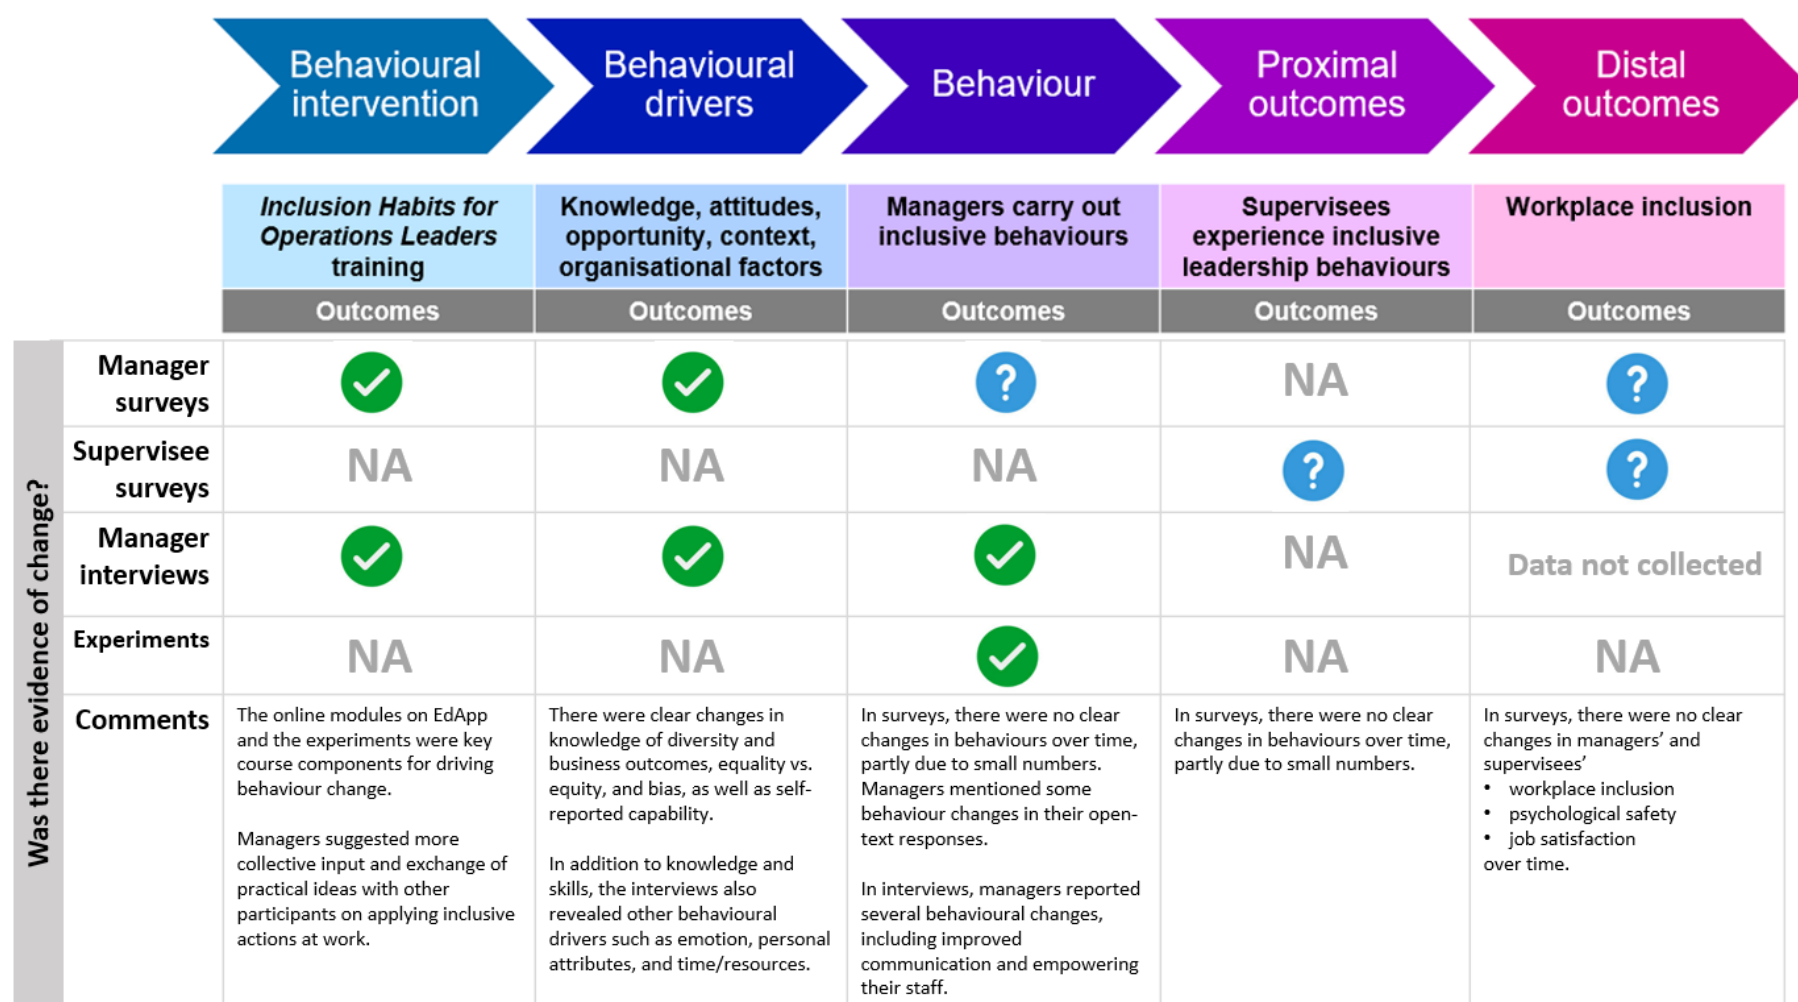 Behavioural
intervention
Behavioural
drivers
Behaviour
Proximal
outcomes
Distal
outcomes
Inclusion Habits for
Operations Leaders
training
Knowledge, attitudes,
opportunity, context,
organisational factors
Managers carry out
inclusive behaviours
Supervisees
experience inclusive
leadership behaviours
Workplace inclusion
Outcomes
Outcomes
Outcomes
Outcomes
Outcomes
Was there evidence of change?
Manager
surveys
?
NA
?
Supervisee
surveys
NA
NA
NA
?
?
Manager
interviews
NA
Data not collected
Experiments
NA
NA
NA
NA
Comments
The online modules on EdApp
and the experiments were key
course components for driving
behaviour change.
Managers suggested more
collective input and exchange of
practical ideas with other
participants on applying inclusive
actions at work.
There were clear changes in
knowledge of diversity and
business outcomes, equality vs.
equity, and bias, as well as self-
reported capability.
In addition to knowledge and
skills, the interviews also
revealed other behavioural
drivers such as emotion, personal
attributes, and time/resources.
In surveys, there were no clear
changes in behaviours over time,
partly due to small numbers.
Managers mentioned some
behaviour changes in their open-
text responses.
In interviews, managers reported
several behavioural changes,
including improved
communication and empowering
their staff.
In surveys, there were no clear
changes in behaviours over time,
partly due to small numbers.
In surveys, there were no clear
changes in managers' and
supervisees'
• workplace inclusion
• psychological safety
• job satisfaction
over time.